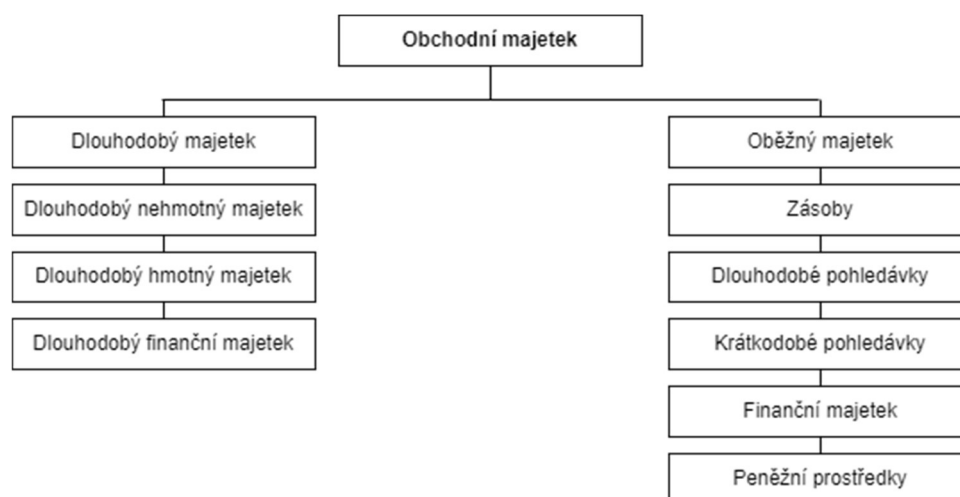 Obchodní majetek
Dlouhodobý majetek
Dlouhodobý nehmotný majetek
Dlouhodobý hmotný majetek
Dlouhodobý finanční majetek
Oběžný majetek
Zásoby
Dlouhodobé pohledávky
Krátkodobé pohledávky
Finanční majetek
Peněžní prostředky